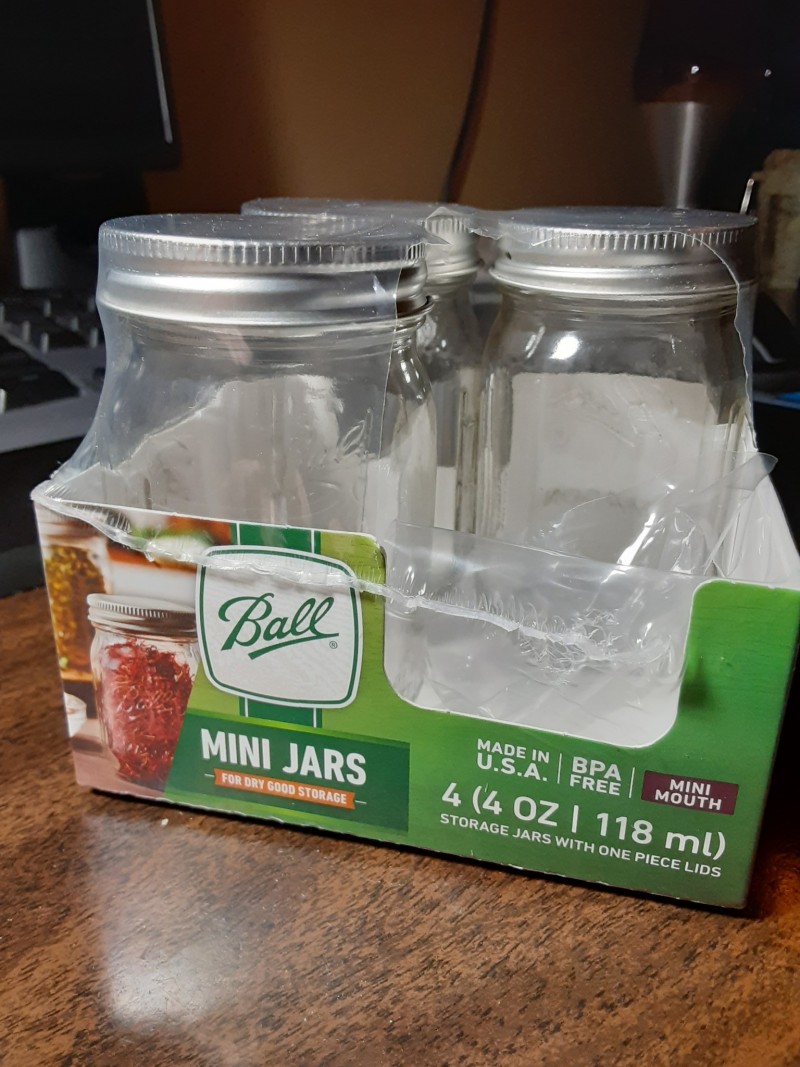 Ball®
MINI JARS
FOR DRY GOOD STORAGE
MADE IN
U.S.A.
BPA
FREE
MINI
MOUTH
4 (4 OZ | 118 ml)
STORAGE JARS WITH ONE PIECE LIDS